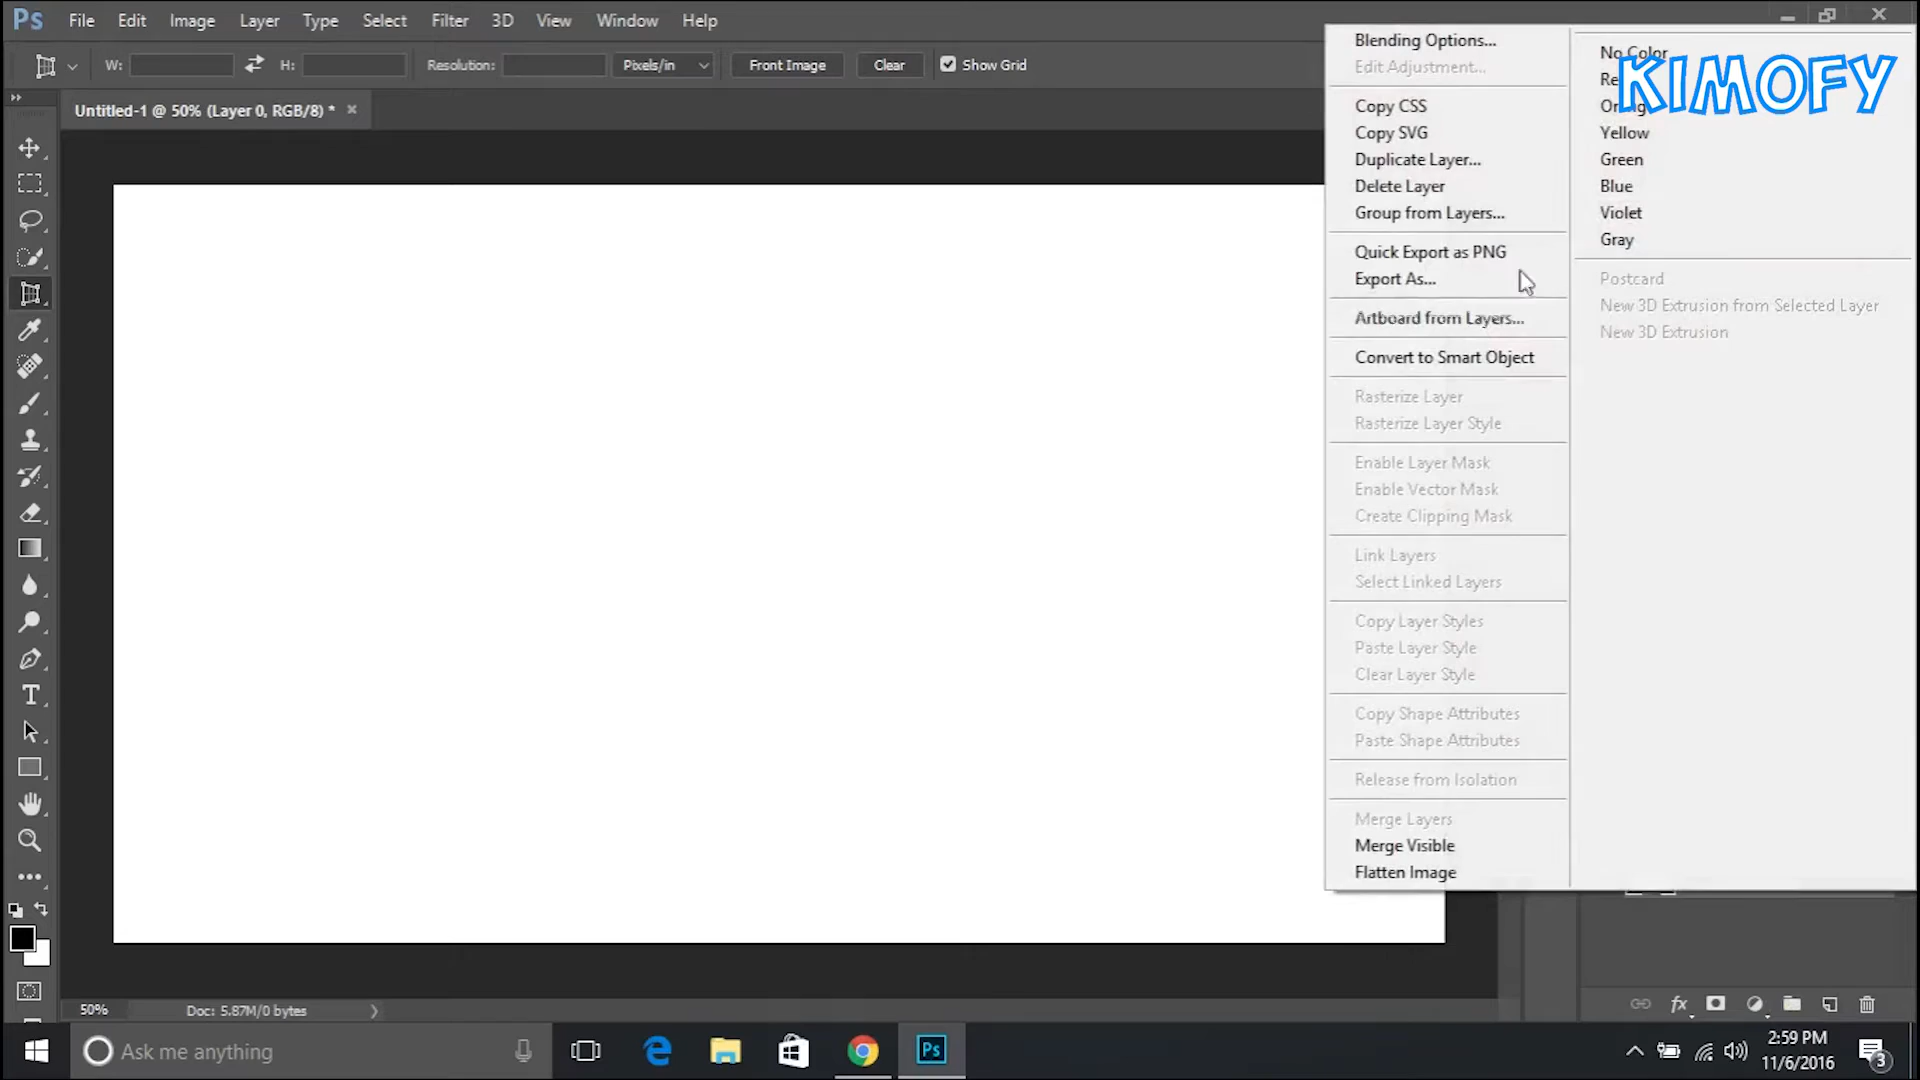 Ps File Edit Image Layer Type Select Filter 3D View Window Help
W: H: Resolution: Pixels/in Front Image Clear Show Grid
Untitled-1 @ 50% (Layer 0, RGB/8) *
Blending Options...
Edit Adjustment...
Copy CSS
Copy SVG
Duplicate Layer...
Delete Layer
Group from Layers...
Quick Export as PNG
Export As...
Artboard from Layers...
Convert to Smart Object
Rasterize Layer
Rasterize Layer Style
Enable Layer Mask
Enable Vector Mask
Create Clipping Mask
Link Layers
Select Linked Layers
Copy Layer Styles
Paste Layer Style
Clear Layer Style
Copy Shape Attributes
Paste Shape Attributes
Release from Isolation
Merge Layers
Merge Visible
Flatten Image
No Color
KIMOFY
Yellow
Green
Blue
Violet
Gray
Postcard
New 3D Extrusion from Selected Layer
New 3D Extrusion
T
fx
50% Doc: 5.87M/0 bytes
Ask me anything
Ps
2:59 PM
11/6/2016
3